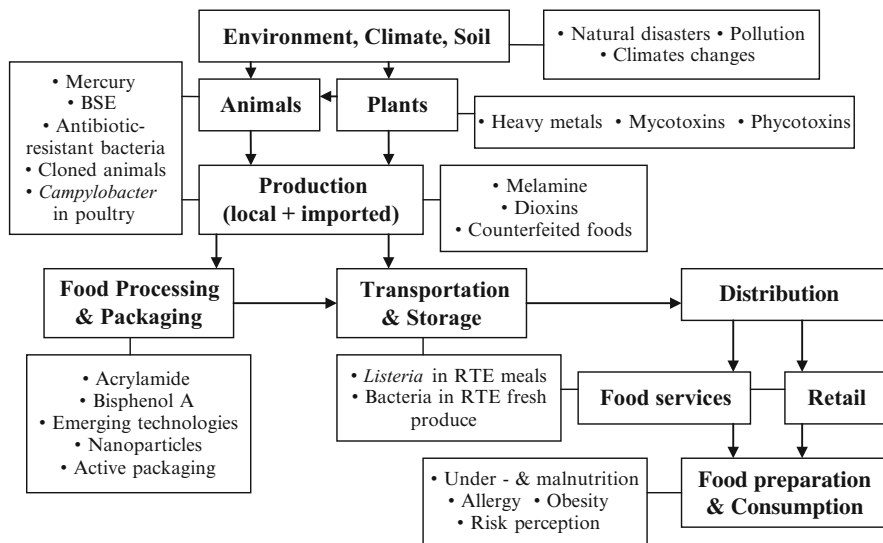 Environment, Climate, Soil
• Natural disasters • Pollution
• Climates changes
• Mercury
• BSE
• Antibiotic-
resistant bacteria
• Cloned animals
• Campylobacter
in poultry
Animals
Plants
• Heavy metals • Mycotoxins • Phycotoxins
Production
(local + imported)
• Melamine
• Dioxins
• Counterfeited foods
Food Processing
& Packaging
Transportation
& Storage
Distribution
• Acrylamide
• Bisphenol A
• Emerging technologies
• Nanoparticles
• Active packaging
• Listeria in RTE meals
• Bacteria in RTE fresh
produce
Food services
Retail
• Under - & malnutrition
• Allergy • Obesity
• Risk perception
Food preparation
& Consumption